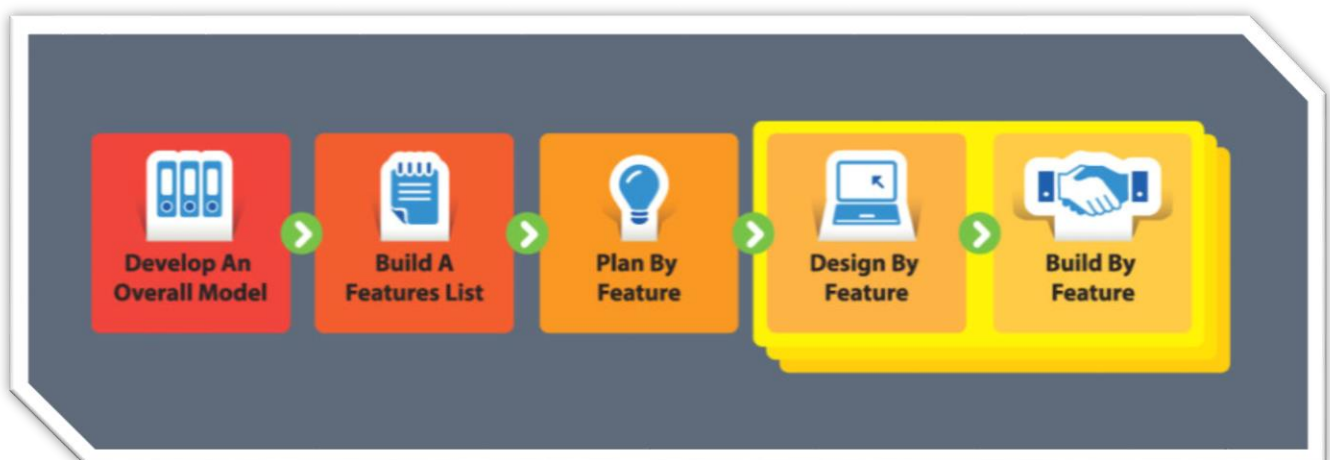 Develop An
Overall Model
Build A
Features List
Plan By
Feature
Design By
Feature
Build By
Feature